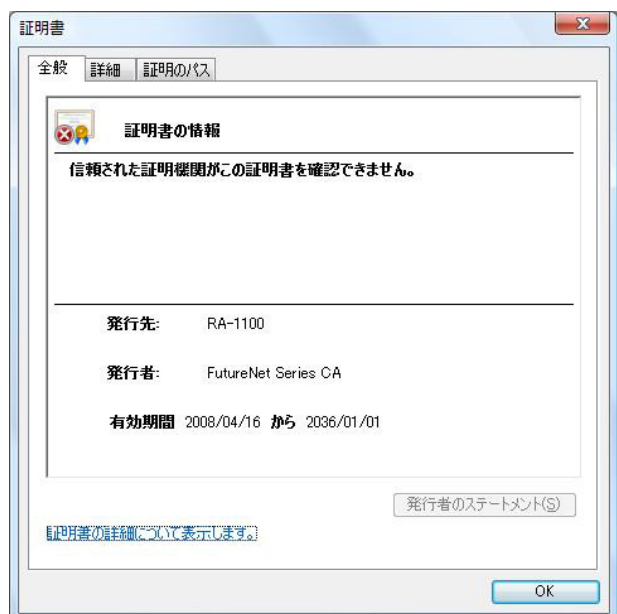 証明書
全般 詳細 証明のパス
証明書の情報
信頼された証明機関がこの証明書を確認できません。
発行先: RA-1100
発行者: FutureNet Series CA
有効期間 2008/04/16 から 2036/01/01
発行者のステートメント(S)
証明書の詳細について表示します。
OK